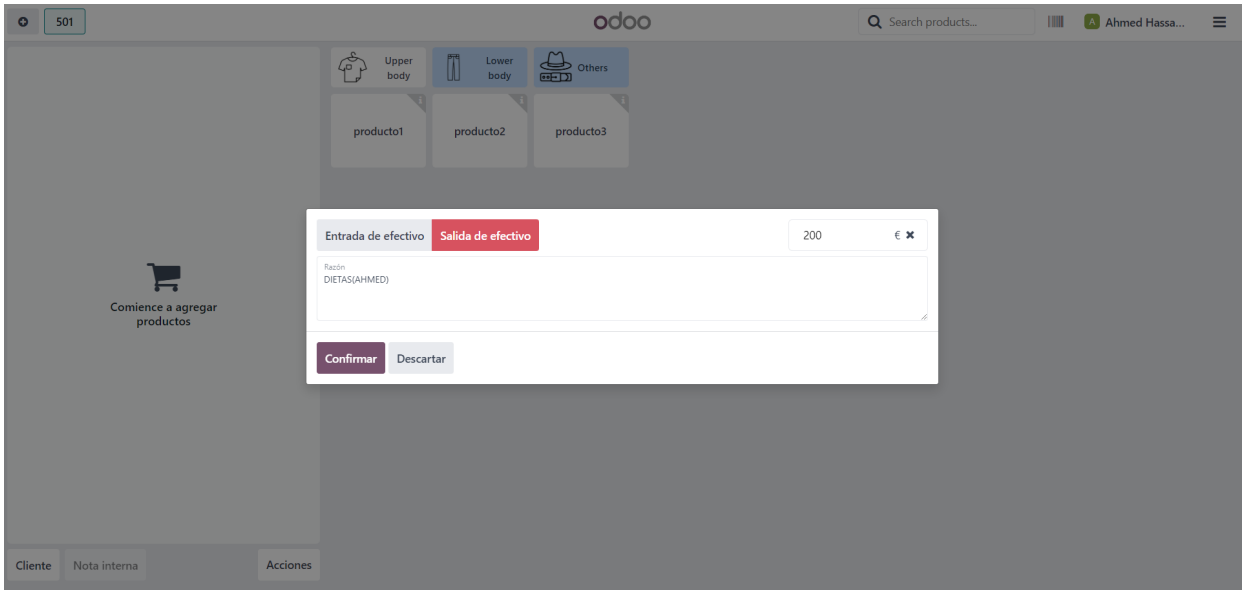 501
odoo
Search products...
A
Ahmed Hassa...
Upper
body
Lower
body
Others
producto1
producto2
producto3
Comience a agregar
productos
Entrada de efectivo
Salida de efectivo
200
€
Razón
DIETAS(AHMED)
Confirmar
Descartar
Cliente
Nota interna
Acciones